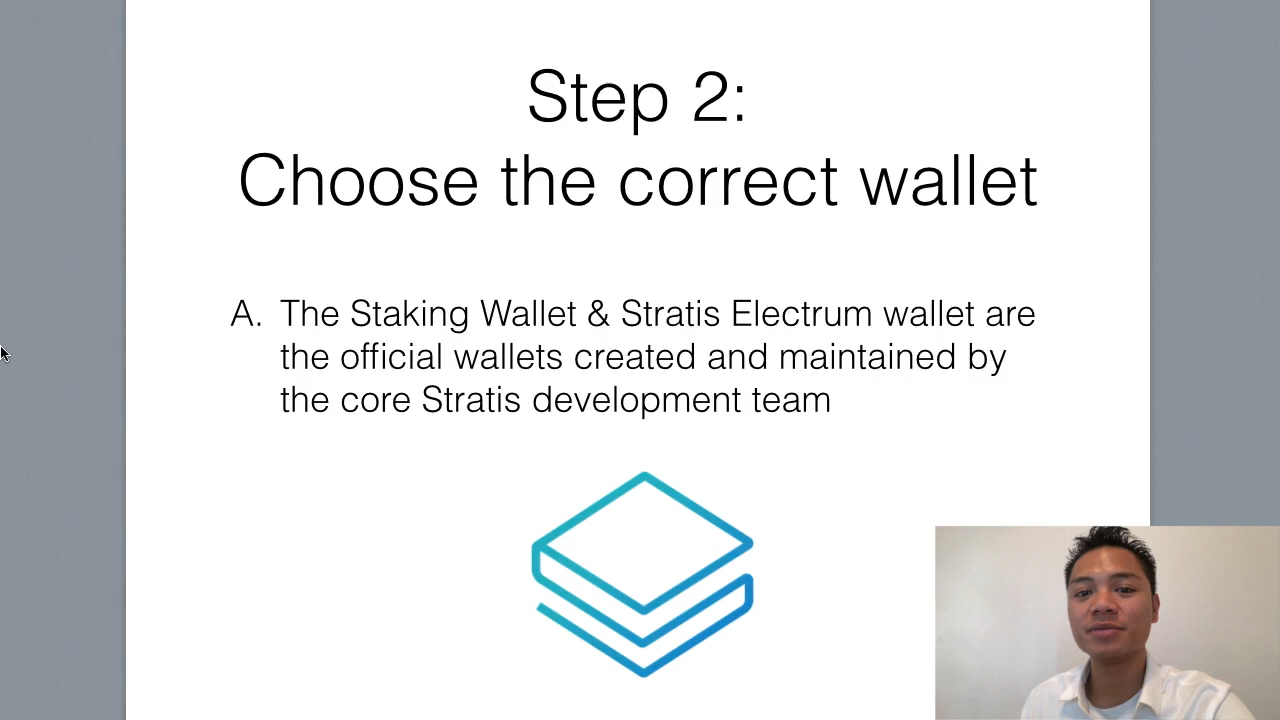 Step 2:
Choose the correct wallet
A. The Staking Wallet & Stratis Electrum wallet are
the official wallets created and maintained by
the core Stratis development team